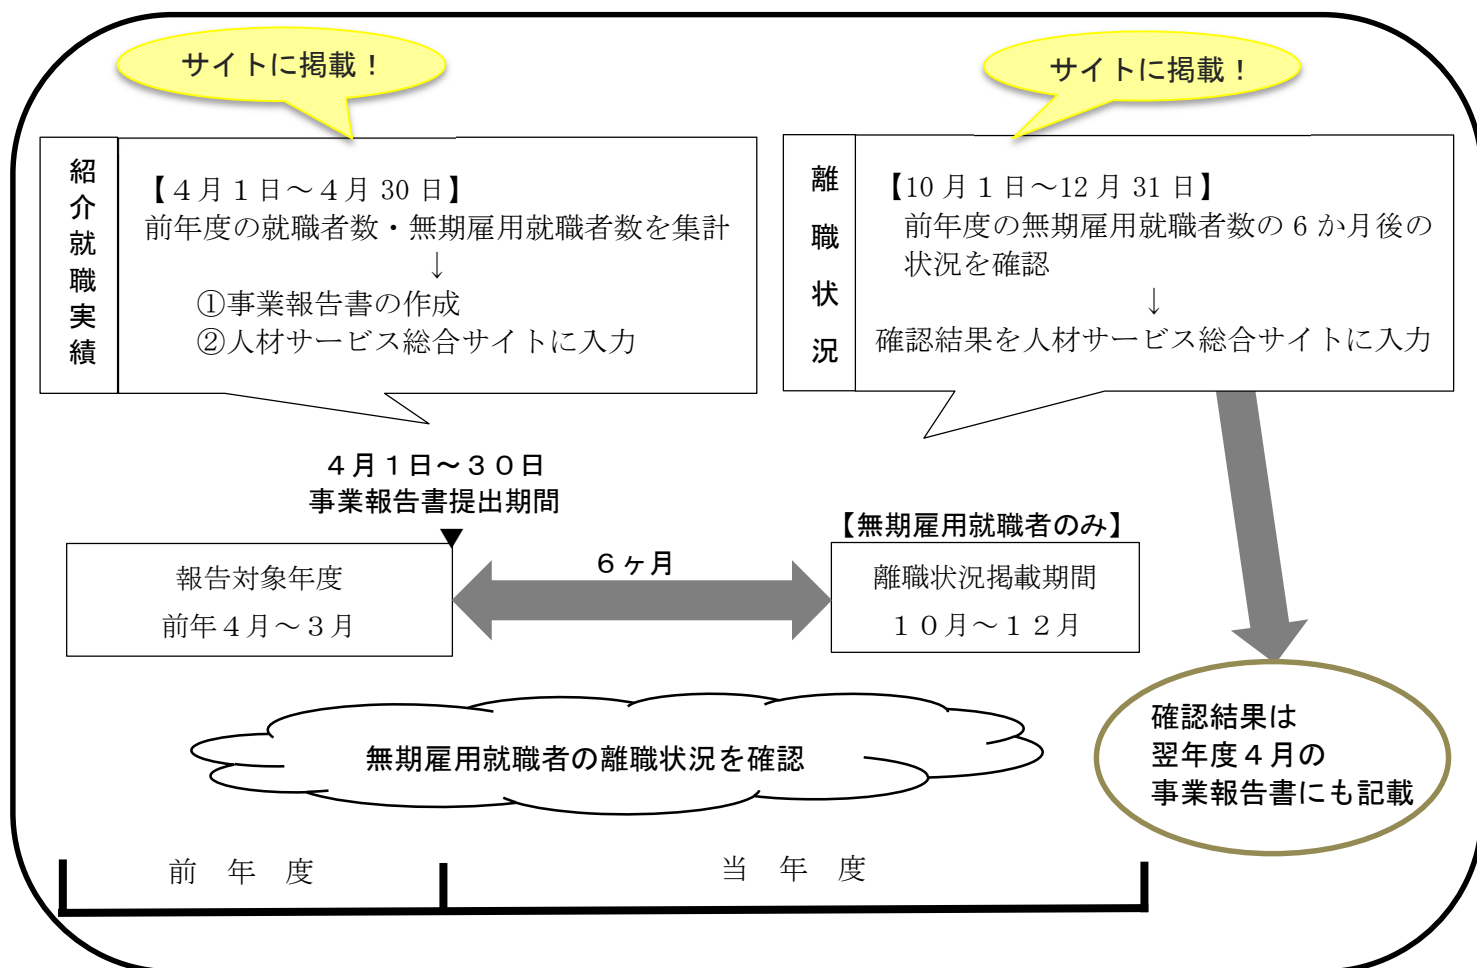 サイトに掲載！
サイトに掲載！
紹介就職実績
【４月１日～４月 30 日】
前年度の就職者数・無期雇用就職者数を集計
↓
①事業報告書の作成
②人材サービス総合サイトに入力
離職状況
【10 月 1 日～12 月 31 日】
前年度の無期雇用就職者数の 6 か月後の
状況を確認
↓
確認結果を人材サービス総合サイトに入力
４月１日～３０日
事業報告書提出期間
【無期雇用就職者のみ】
報告対象年度
前年４月～３月
６ヶ月
離職状況掲載期間
１０月～１２月
無期雇用就職者の離職状況を確認
確認結果は
翌年度４月の
事業報告書にも記載
前　年　度
当　年　度